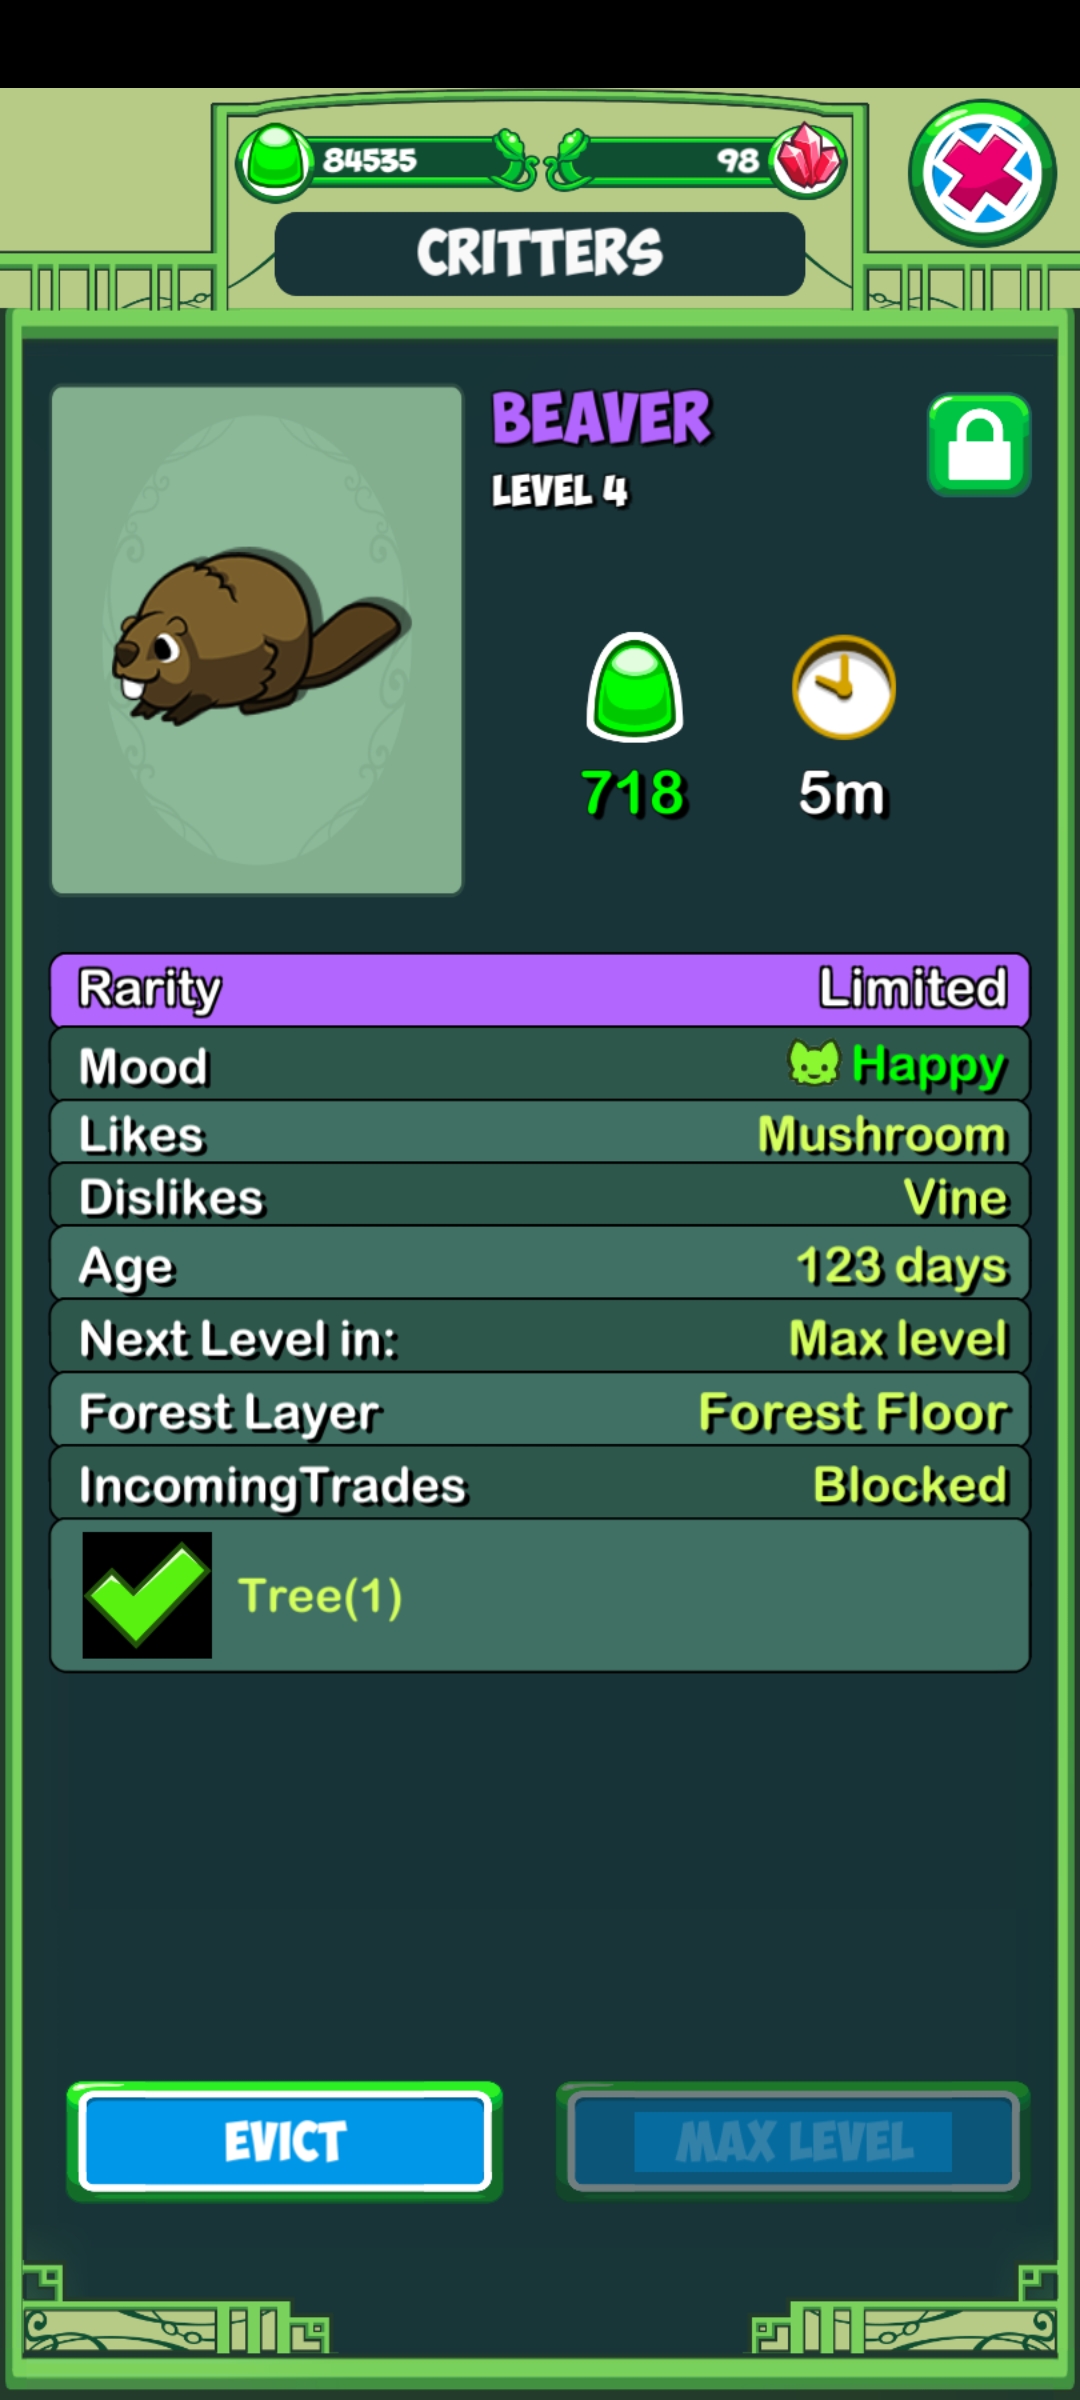 84535
98
CRITTERS
BEAVER
LEVEL 4
718
5m
Rarity Limited
Mood Happy
Likes Mushroom
Dislikes Vine
Age 123 days
Next Level in: Max level
Forest Layer Forest Floor
IncomingTrades Blocked
Tree(1)
EVICT
MAX LEVEL